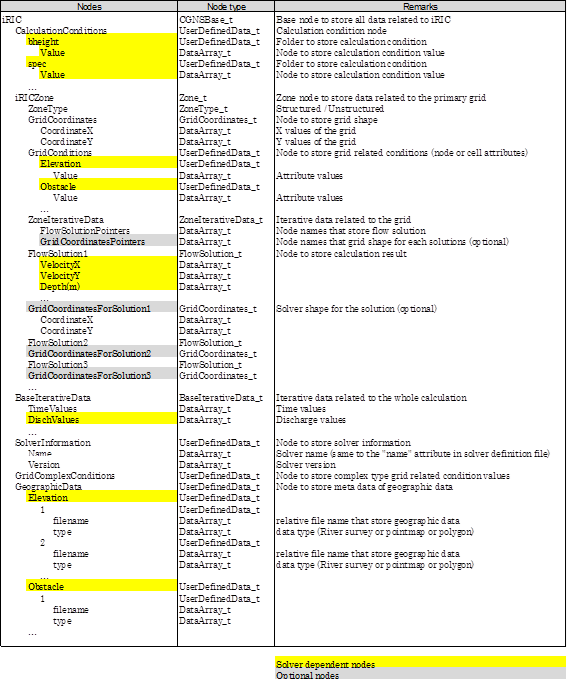 Nodes Node type Remarks
iRIC CGNSBase_t Base node to store all data related to iRIC
CalculationConditions UserDefinedData_t Calculation condition node
bheight UserDefinedData_t Folder to store calculation condition
Value DataArray_t Node to store calculation condition value
spec UserDefinedData_t Folder to store calculation condition
Value DataArray_t Node to store calculation condition value
...
iRICZone Zone_t Zone node to store data related to the primary grid
ZoneType ZoneType_t Structured / Unstructured
GridCoordinates GridCoordinates_t Node to store grid shape
CoordinateX DataArray_t X values of the grid
CoordinateY DataArray_t Y values of the grid
GridConditions UserDefinedData_t Node to store grid related conditions (node or cell attributes)
Elevation UserDefinedData_t
Value DataArray_t Attribute values
Obstacle UserDefinedData_t
Value DataArray_t Attribute values
...
ZoneIterativeData ZoneIterativeData_t Iterative data related to the grid
FlowSolutionPointers DataArray_t Node names that store flow solution
GridCoordinatesPointers DataArray_t Node names that grid shape for each solutions (optional)
FlowSolution1 FlowSolution_t Node to store calculation result
VelocityX DataArray_t
VelocityY DataArray_t
Depth(m) DataArray_t
...
GridCoordinatesForSolution1 GridCoordinates_t Solver shape for the solution (optional)
CoordinateX DataArray_t
CoordinateY DataArray_t
FlowSolution2 FlowSolution_t
GridCoordinatesForSolution2 GridCoordinates_t
FlowSolution3 FlowSolution_t
GridCoordinatesForSolution3 GridCoordinates_t
...
BaseIterativeData BaseIterativeData_t Iterative data related to the whole calculation
TimeValues DataArray_t Time values
DischValues DataArray_t Discharge values
...
SolverInformation UserDefinedData_t Node to store solver information
Name DataArray_t Solver name (same to the "name" attribute in solver definition file)
Version DataArray_t Solver version
GridComplexConditions UserDefinedData_t Node to store complex type grid related condition values
GeographicData UserDefinedData_t Node to store meta data of geographic data
Elevation UserDefinedData_t
1 UserDefinedData_t
filename DataArray_t relative file name that store geographic data
type DataArray_t data type (River survey or pointmap or polygon)
2 UserDefinedData_t
filename DataArray_t relative file name that store geographic data
type DataArray_t data type (River survey or pointmap or polygon)
...
Obstacle UserDefinedData_t
1 UserDefinedData_t
filename DataArray_t
type DataArray_t
...
Solver dependent nodes
Optional nodes